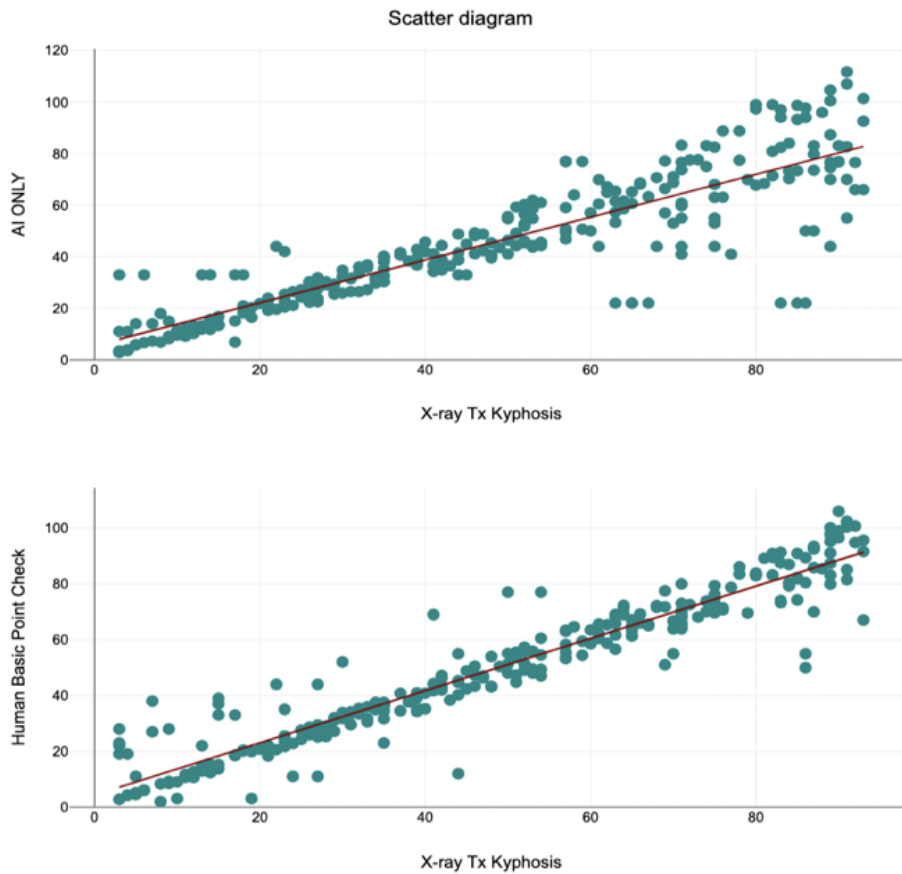 Scatter diagram
120
100
80
60
40
20
0
AI ONLY
0 20 40 60 80
X-ray Tx Kyphosis
100
80
60
40
20
0
Human Basic Point Check
0 20 40 60 80
X-ray Tx Kyphosis